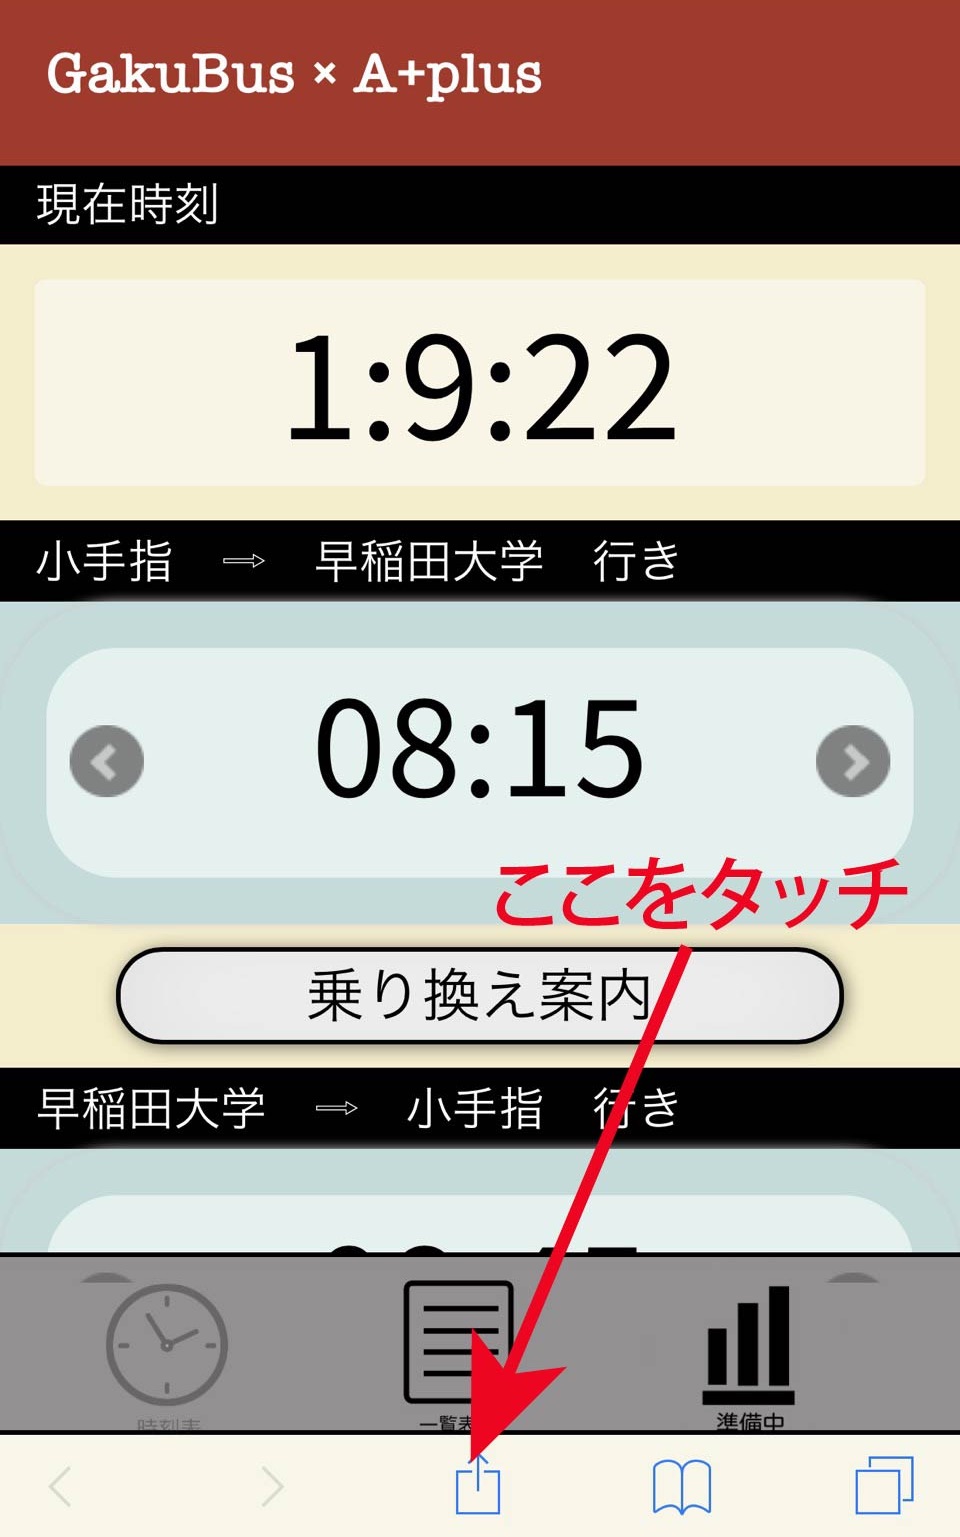 GakuBus × A+plus
現在時刻
1:9:22
小手指 ⇨ 早稲田大学 行き
08:15
ここをタッチ
乗り換え案内
早稲田大学 ⇨ 小手指 行き
時刻表 一覧表 準備中